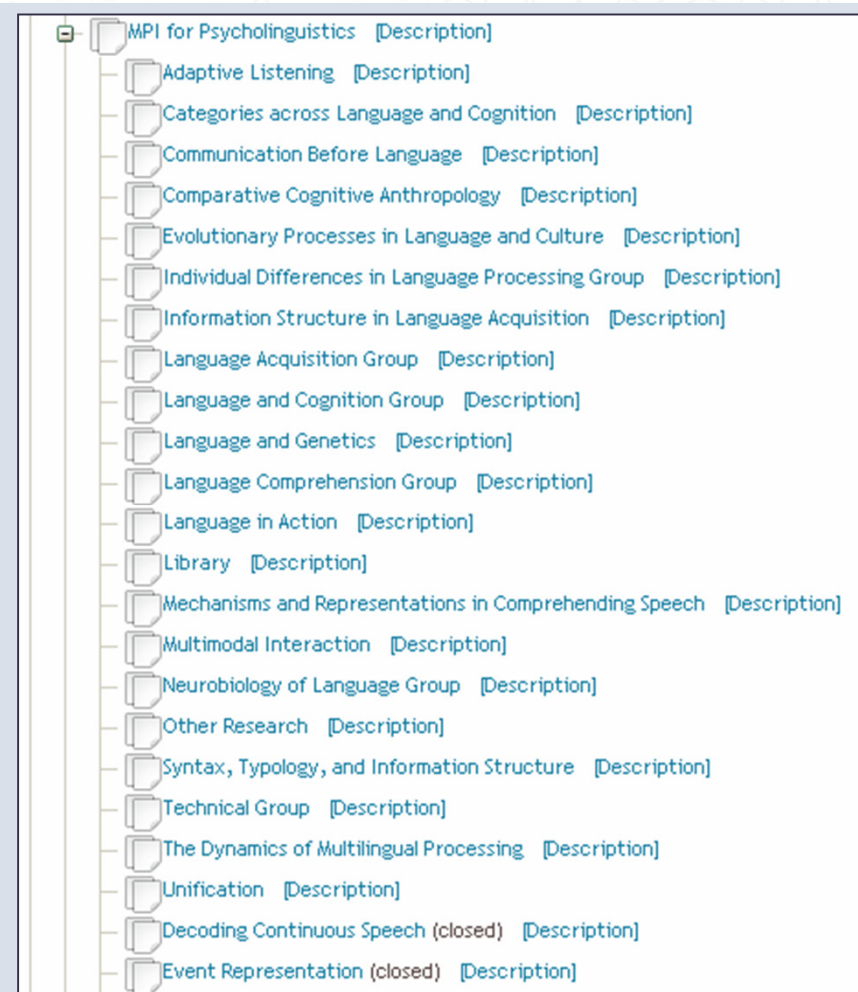 MPI for Psycholinguistics [Description]
Adaptive Listening [Description]
Categories across Language and Cognition [Description]
Communication Before Language [Description]
Comparative Cognitive Anthropology [Description]
Evolutionary Processes in Language and Culture [Description]
Individual Differences in Language Processing Group [Description]
Information Structure in Language Acquisition [Description]
Language Acquisition Group [Description]
Language and Cognition Group [Description]
Language and Genetics [Description]
Language Comprehension Group [Description]
Language in Action [Description]
Library [Description]
Mechanisms and Representations in Comprehending Speech [Description]
Multimodal Interaction [Description]
Neurobiology of Language Group [Description]
Other Research [Description]
Syntax, Typology, and Information Structure [Description]
Technical Group [Description]
The Dynamics of Multilingual Processing [Description]
Unification [Description]
Decoding Continuous Speech (closed) [Description]
Event Representation (closed) [Description]